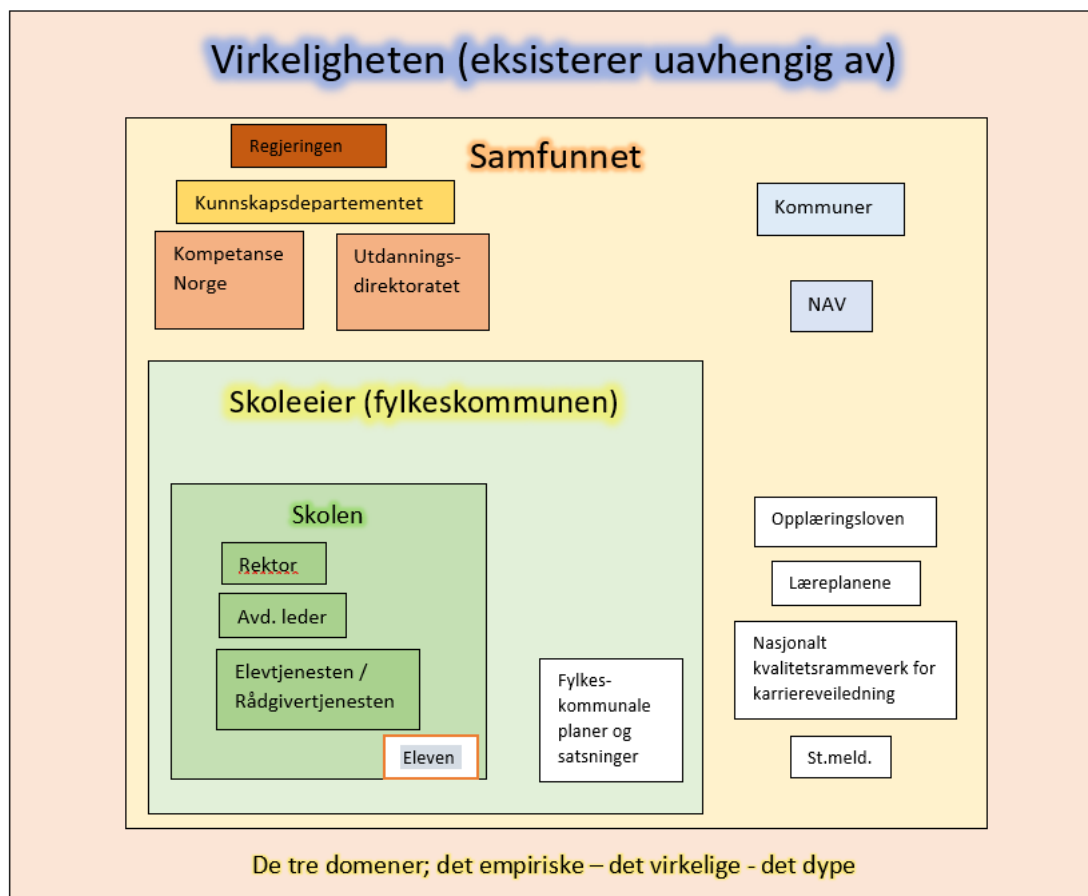 Virkeligheten (eksisterer uavhengig av)
Regjeringen
Samfunnet
Kunnskapsdepartementet
Kommuner
Kompetanse
Norge
Utdannings-
direktoratet
NAV
Skoleeier (fylkeskommunen)
Skolen
Rektor
Avd. leder
Elevtjenesten /
Rådgivertjenesten
Eleven
Fylkes-
kommunale
planer og
satsninger
Opplæringsloven
Læreplanene
Nasjonalt
kvalitetsrammeverk for
karriereveiledning
St.meld.
De tre domener; det empiriske – det virkelige - det dype